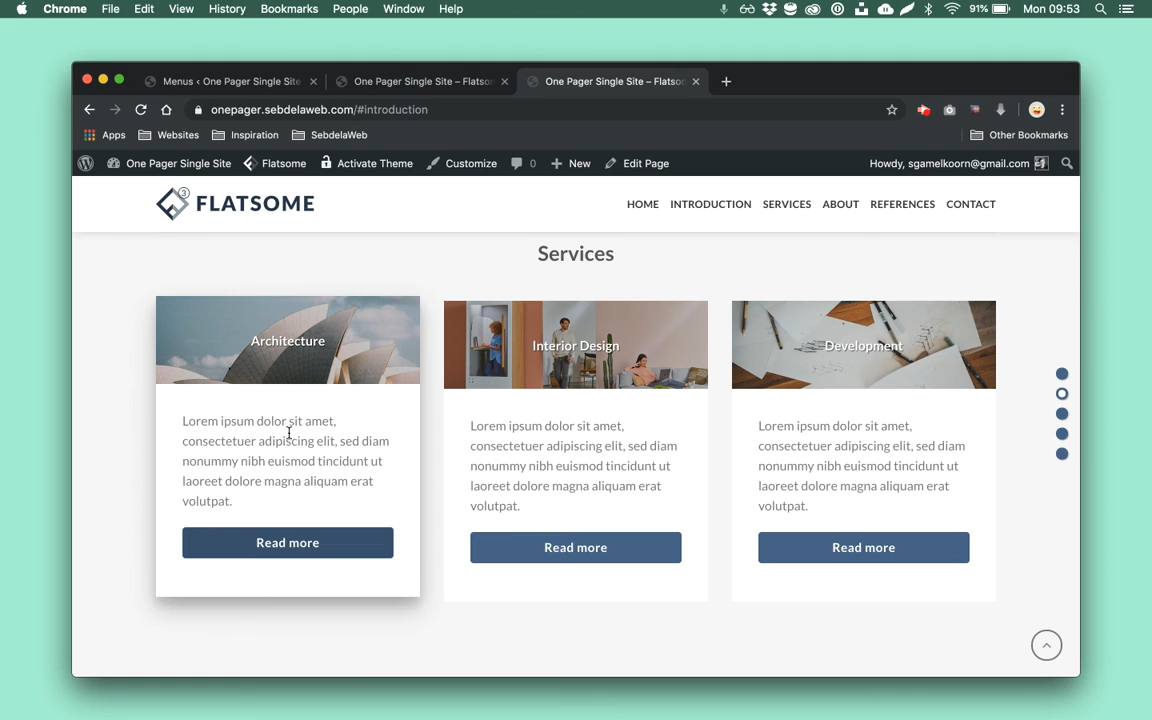 Chrome File Edit View History Bookmarks People Window Help 91% Mon 09:53
Menus ‹ One Pager Single Site One Pager Single Site – Flatsom One Pager Single Site – Flatsom
onepager.sebdelaweb.com/#introduction
Apps Websites Inspiration SebdelaWeb Other Bookmarks
One Pager Single Site Flatsome Activate Theme Customize 0 New Edit Page Howdy, sgamelkoorn@gmail.com
3
FLATSOME HOME INTRODUCTION SERVICES ABOUT REFERENCES CONTACT
Services
Architecture
Lorem ipsum dolor sit amet,
consectetuer adipiscing elit, sed diam
nonummy nibh euismod tincidunt ut
laoreet dolore magna aliquam erat
volutpat.
Read more
Interior Design
Lorem ipsum dolor sit amet,
consectetuer adipiscing elit, sed diam
nonummy nibh euismod tincidunt ut
laoreet dolore magna aliquam erat
volutpat.
Read more
Development
Lorem ipsum dolor sit amet,
consectetuer adipiscing elit, sed diam
nonummy nibh euismod tincidunt ut
laoreet dolore magna aliquam erat
volutpat.
Read more